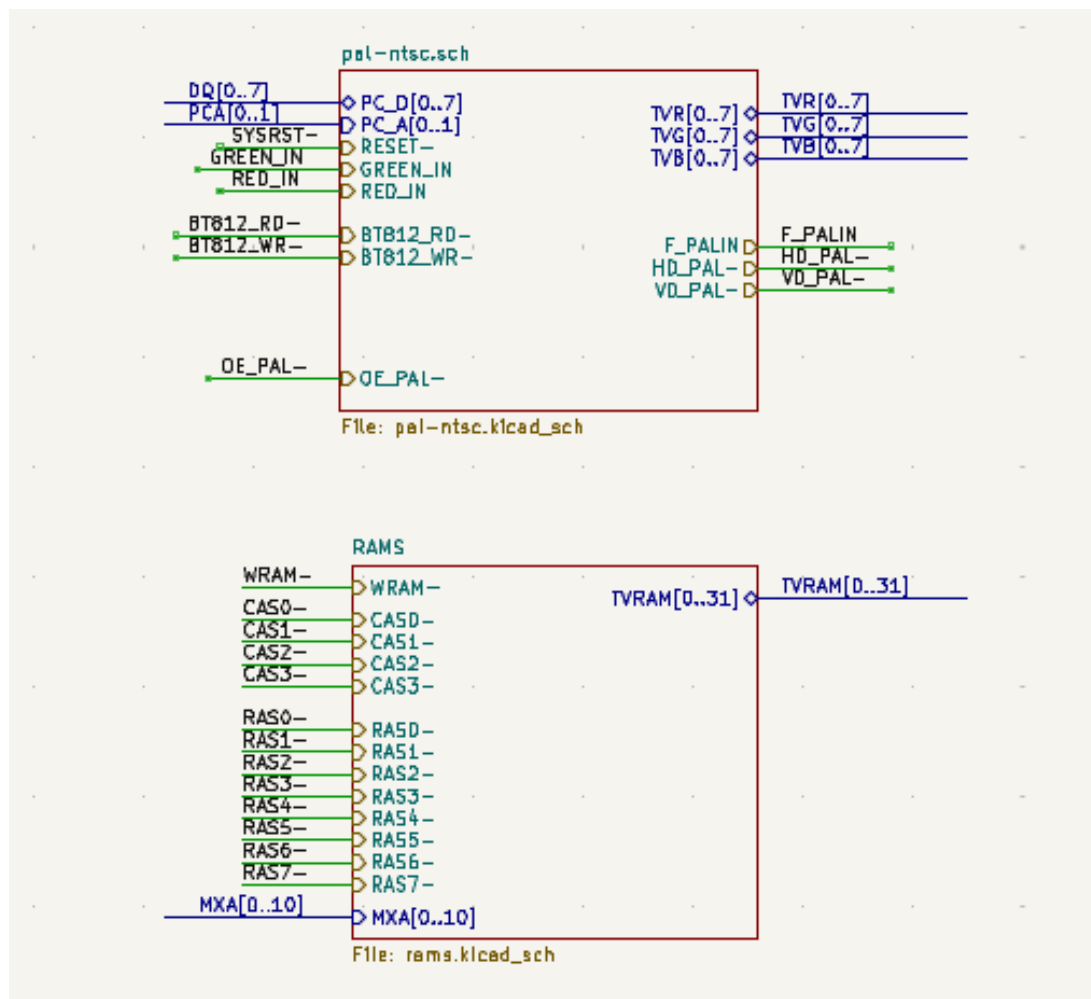 pal-ntsc.sch
DQ[0..7]
PCA[0..1]
SYSRST-
GREEN_IN
RED_IN
BT812_RD-
BT812_WR-
OE_PAL-
PC_D[0..7]
PC_A[0..1]
RESET-
GREEN_IN
RED_IN
BT812_RD-
BT812_WR-
OE_PAL-
TVR[0..7]
TVG[0..7]
TVB[0..7]
F_PALIN
HD_PAL-
VD_PAL-
TVR[0..7]
TVG[0..7]
TVB[0..7]
F_PALIN
HD_PAL-
VD_PAL-
File: pal-ntsc.kicad_sch
RAMS
WRAM-
CAS0-
CAS1-
CAS2-
CAS3-
RAS0-
RAS1-
RAS2-
RAS3-
RAS4-
RAS5-
RAS6-
RAS7-
MXA[0..10]
WRAM-
CAS0-
CAS1-
CAS2-
CAS3-
RAS0-
RAS1-
RAS2-
RAS3-
RAS4-
RAS5-
RAS6-
RAS7-
MXA[0..10]
TVRAM[0..31]
TVRAM[0..31]
File: rams.kicad_sch